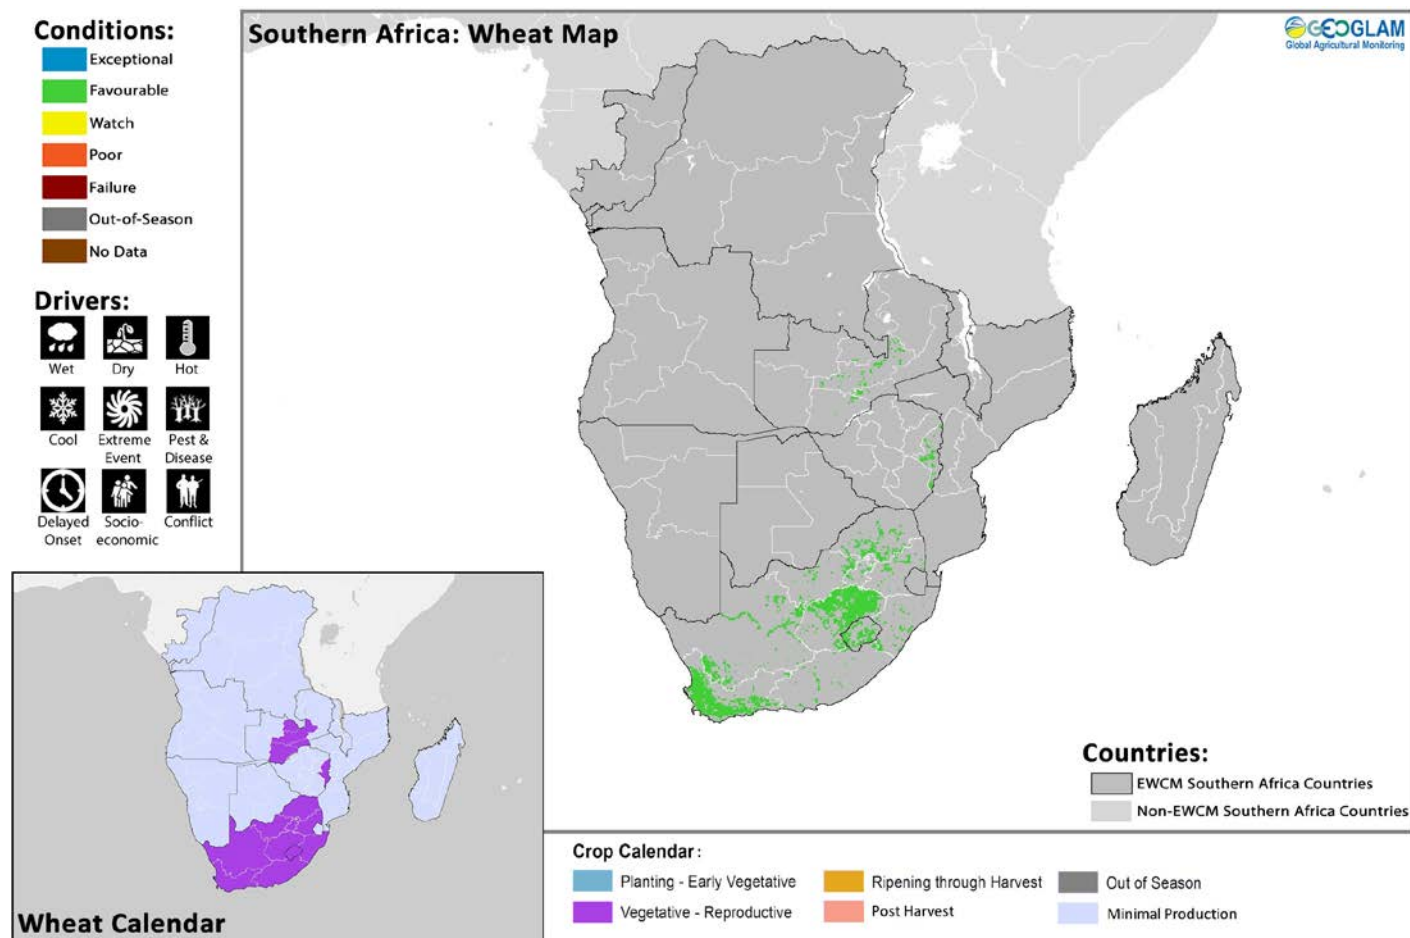 Conditions:
Exceptional
Favourable
Watch
Poor
Failure
Out-of-Season
No Data
Drivers:
Wet
Dry
Hot
Cool
Extreme
Event
Pest &
Disease
Delayed
Onset
Socio-
economic
Conflict
Southern Africa: Wheat Map
GEOGLAM
Global Agricultural Monitoring
Countries:
EWCM Southern Africa Countries
Non-EWCM Southern Africa Countries
Wheat Calendar
Crop Calendar:
Planting - Early Vegetative
Vegetative - Reproductive
Ripening through Harvest
Post Harvest
Out of Season
Minimal Production